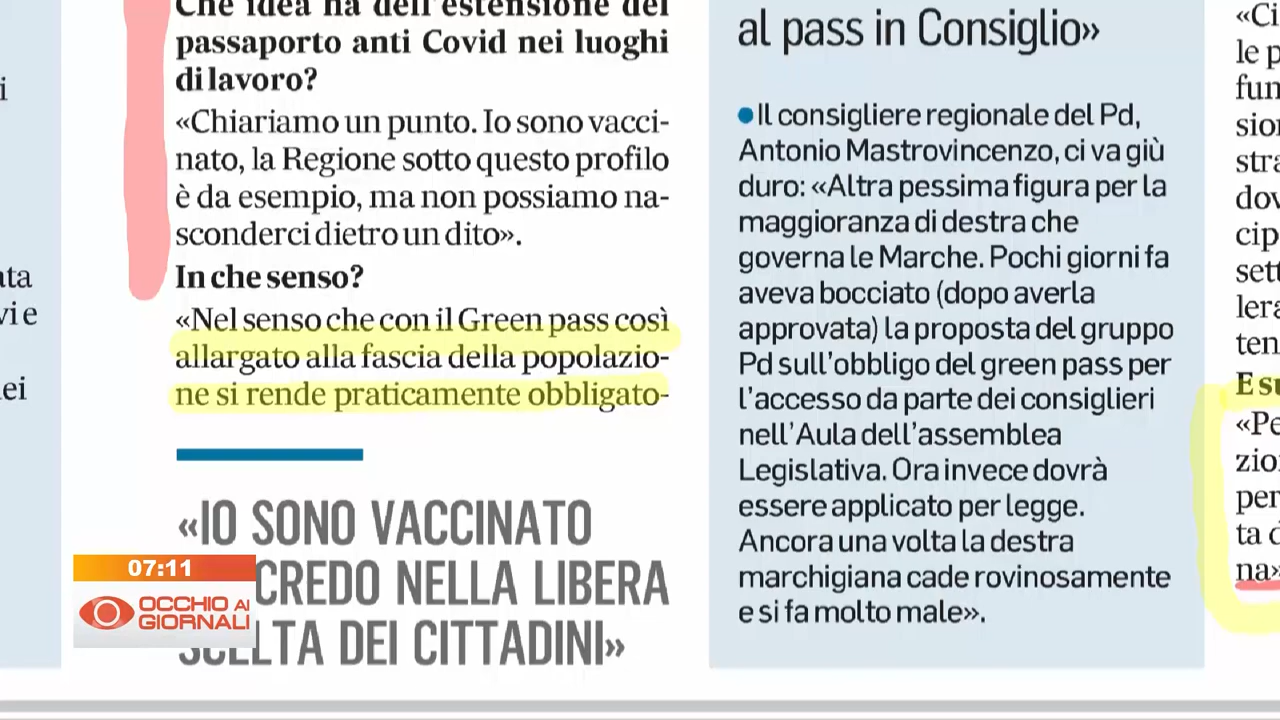 Che idea ha dell'estensione del
passaporto anti Covid nei luoghi
di lavoro?
«Chiariamo un punto. Io sono vacci-
nato, la Regione sotto questo profilo
è da esempio, ma non possiamo na-
sconderci dietro un dito».
In che senso?
«Nel senso che con il Green pass così
allargato alla fascia della popolazio-
ne si rende praticamente obbligato-
«IO SONO VACCINATO
CREDO NELLA LIBERA
SCELTA DEI CITTADINI»
07:11
OCCHIO AI
GIORNALI
al pass in Consiglio»
Il consigliere regionale del Pd,
Antonio Mastrovincenzo, ci va giù
duro: «Altra pessima figura per la
maggioranza di destra che
governa le Marche. Pochi giorni fa
aveva bocciato (dopo averla
approvata) la proposta del gruppo
Pd sull'obbligo del green pass per
l'accesso da parte dei consiglieri
nell'Aula dell'assemblea
Legislativa. Ora invece dovrà
essere applicato per legge.
Ancora una volta la destra
marchigiana cade rovinosamente
e si fa molto male».
«Ci
le
E
per
ta
na»